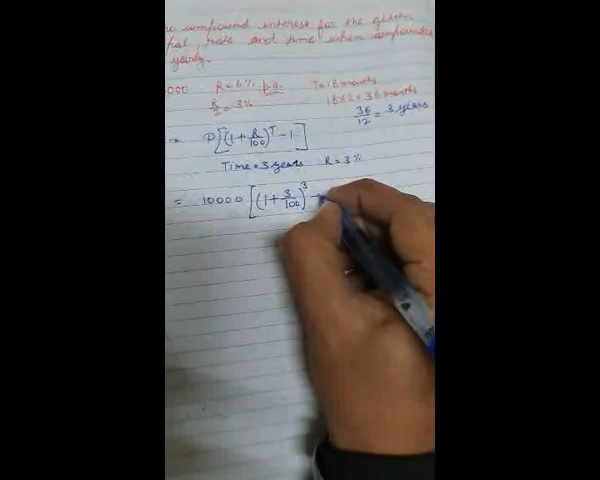 compound interest for the given
rate and time when compounded
yearly.
000 R = 6% p.a. T = 18 months
R/2 = 3% 18×2 = 36 months
36/12 = 3 years
= P[(1+R/100)^T - 1]
Time = 3 years R = 3%
= 10000 [(1+3/100)^3 -